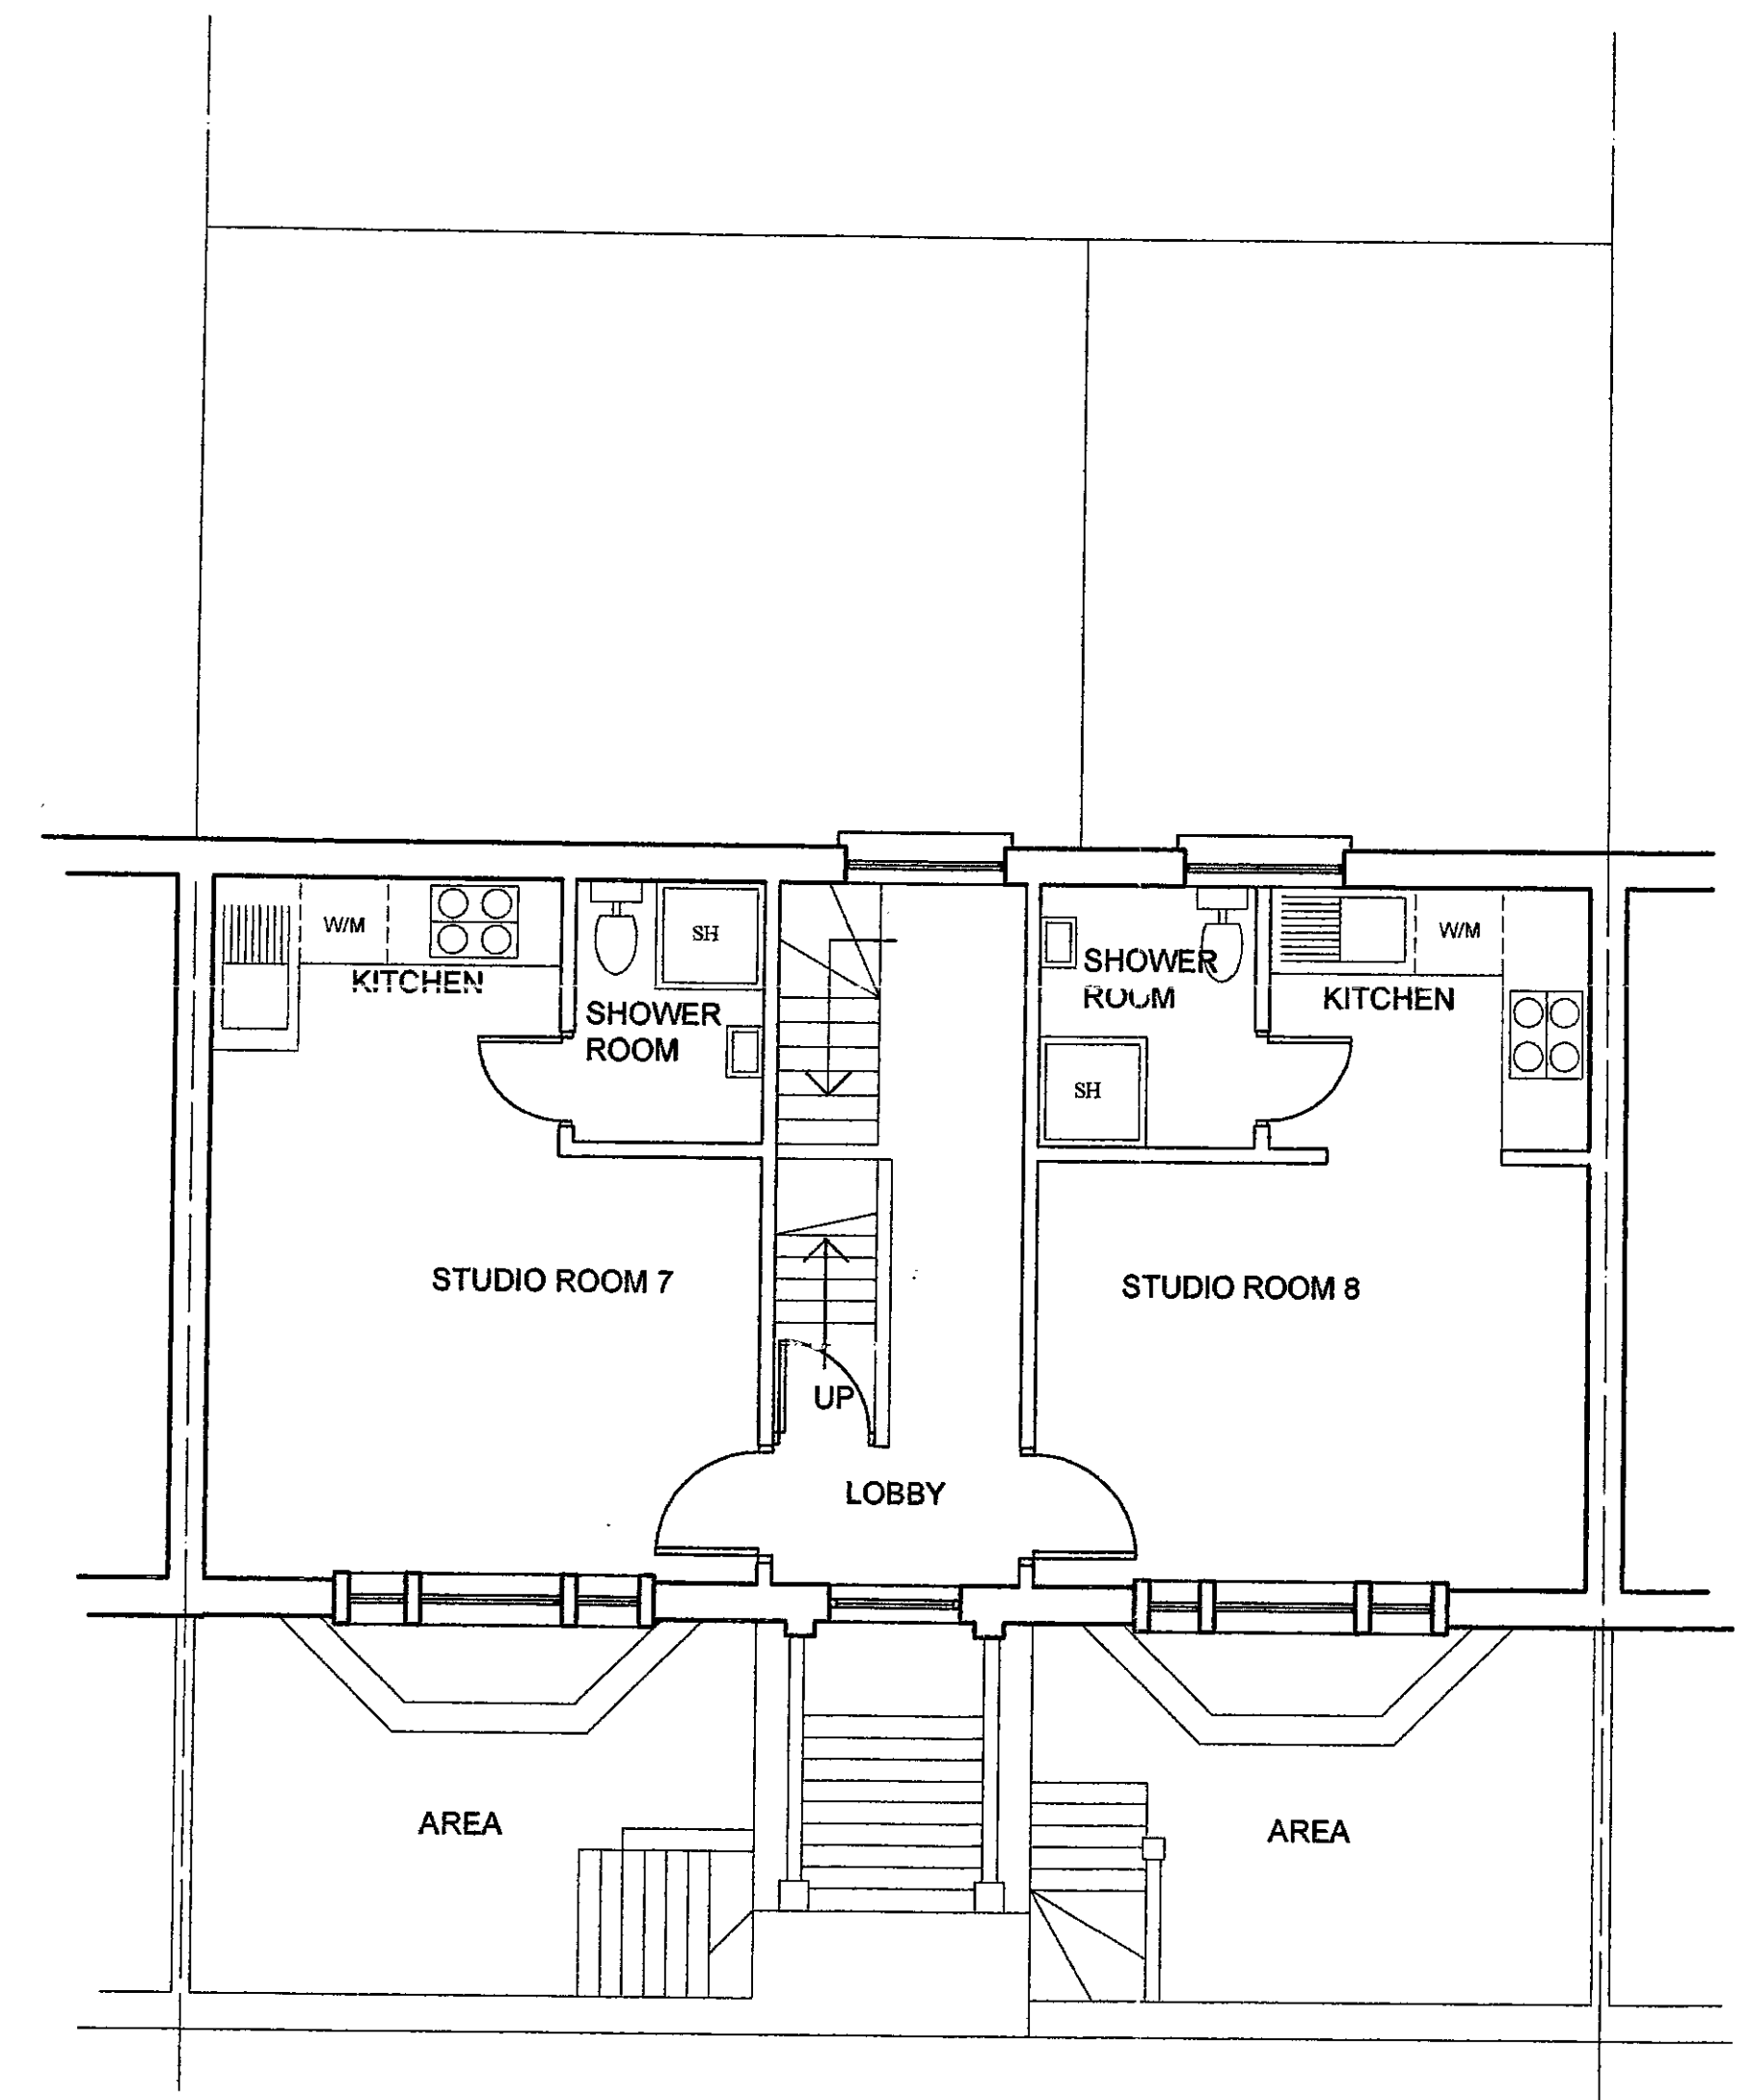 W/M
SH
KITCHEN
SHOWER
ROOM
SHOWER
ROOM
W/M
KITCHEN
SH
STUDIO ROOM 7
STUDIO ROOM 8
UP
LOBBY
AREA
AREA